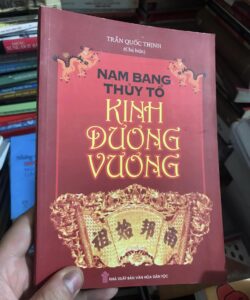 TRẦN QUỐC THỊNH
(Chủ biên)
NAM BANG
THỦY TỔ
KINH
DƯƠNG
VƯƠNG
祖始邦南
NHÀ XUẤT BẢN VĂN HÓA DÂN TỘC